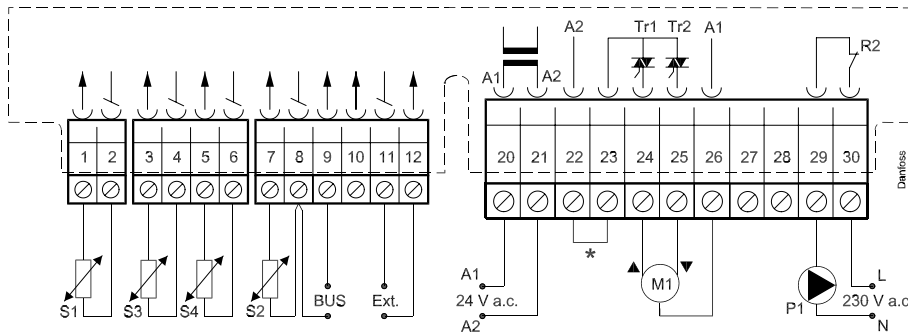 A2 Tr1 Tr2 A1
R2
A1 A2
1 2 3 4 5 6 7 8 9 10 11 12
20 21 22 23 24 25 26 27 28 29 30
Danfoss
*
S1 S3 S4 S2 BUS Ext.
A1
24 V a.c.
A2
M1
P1
L
230 V a.c.
N